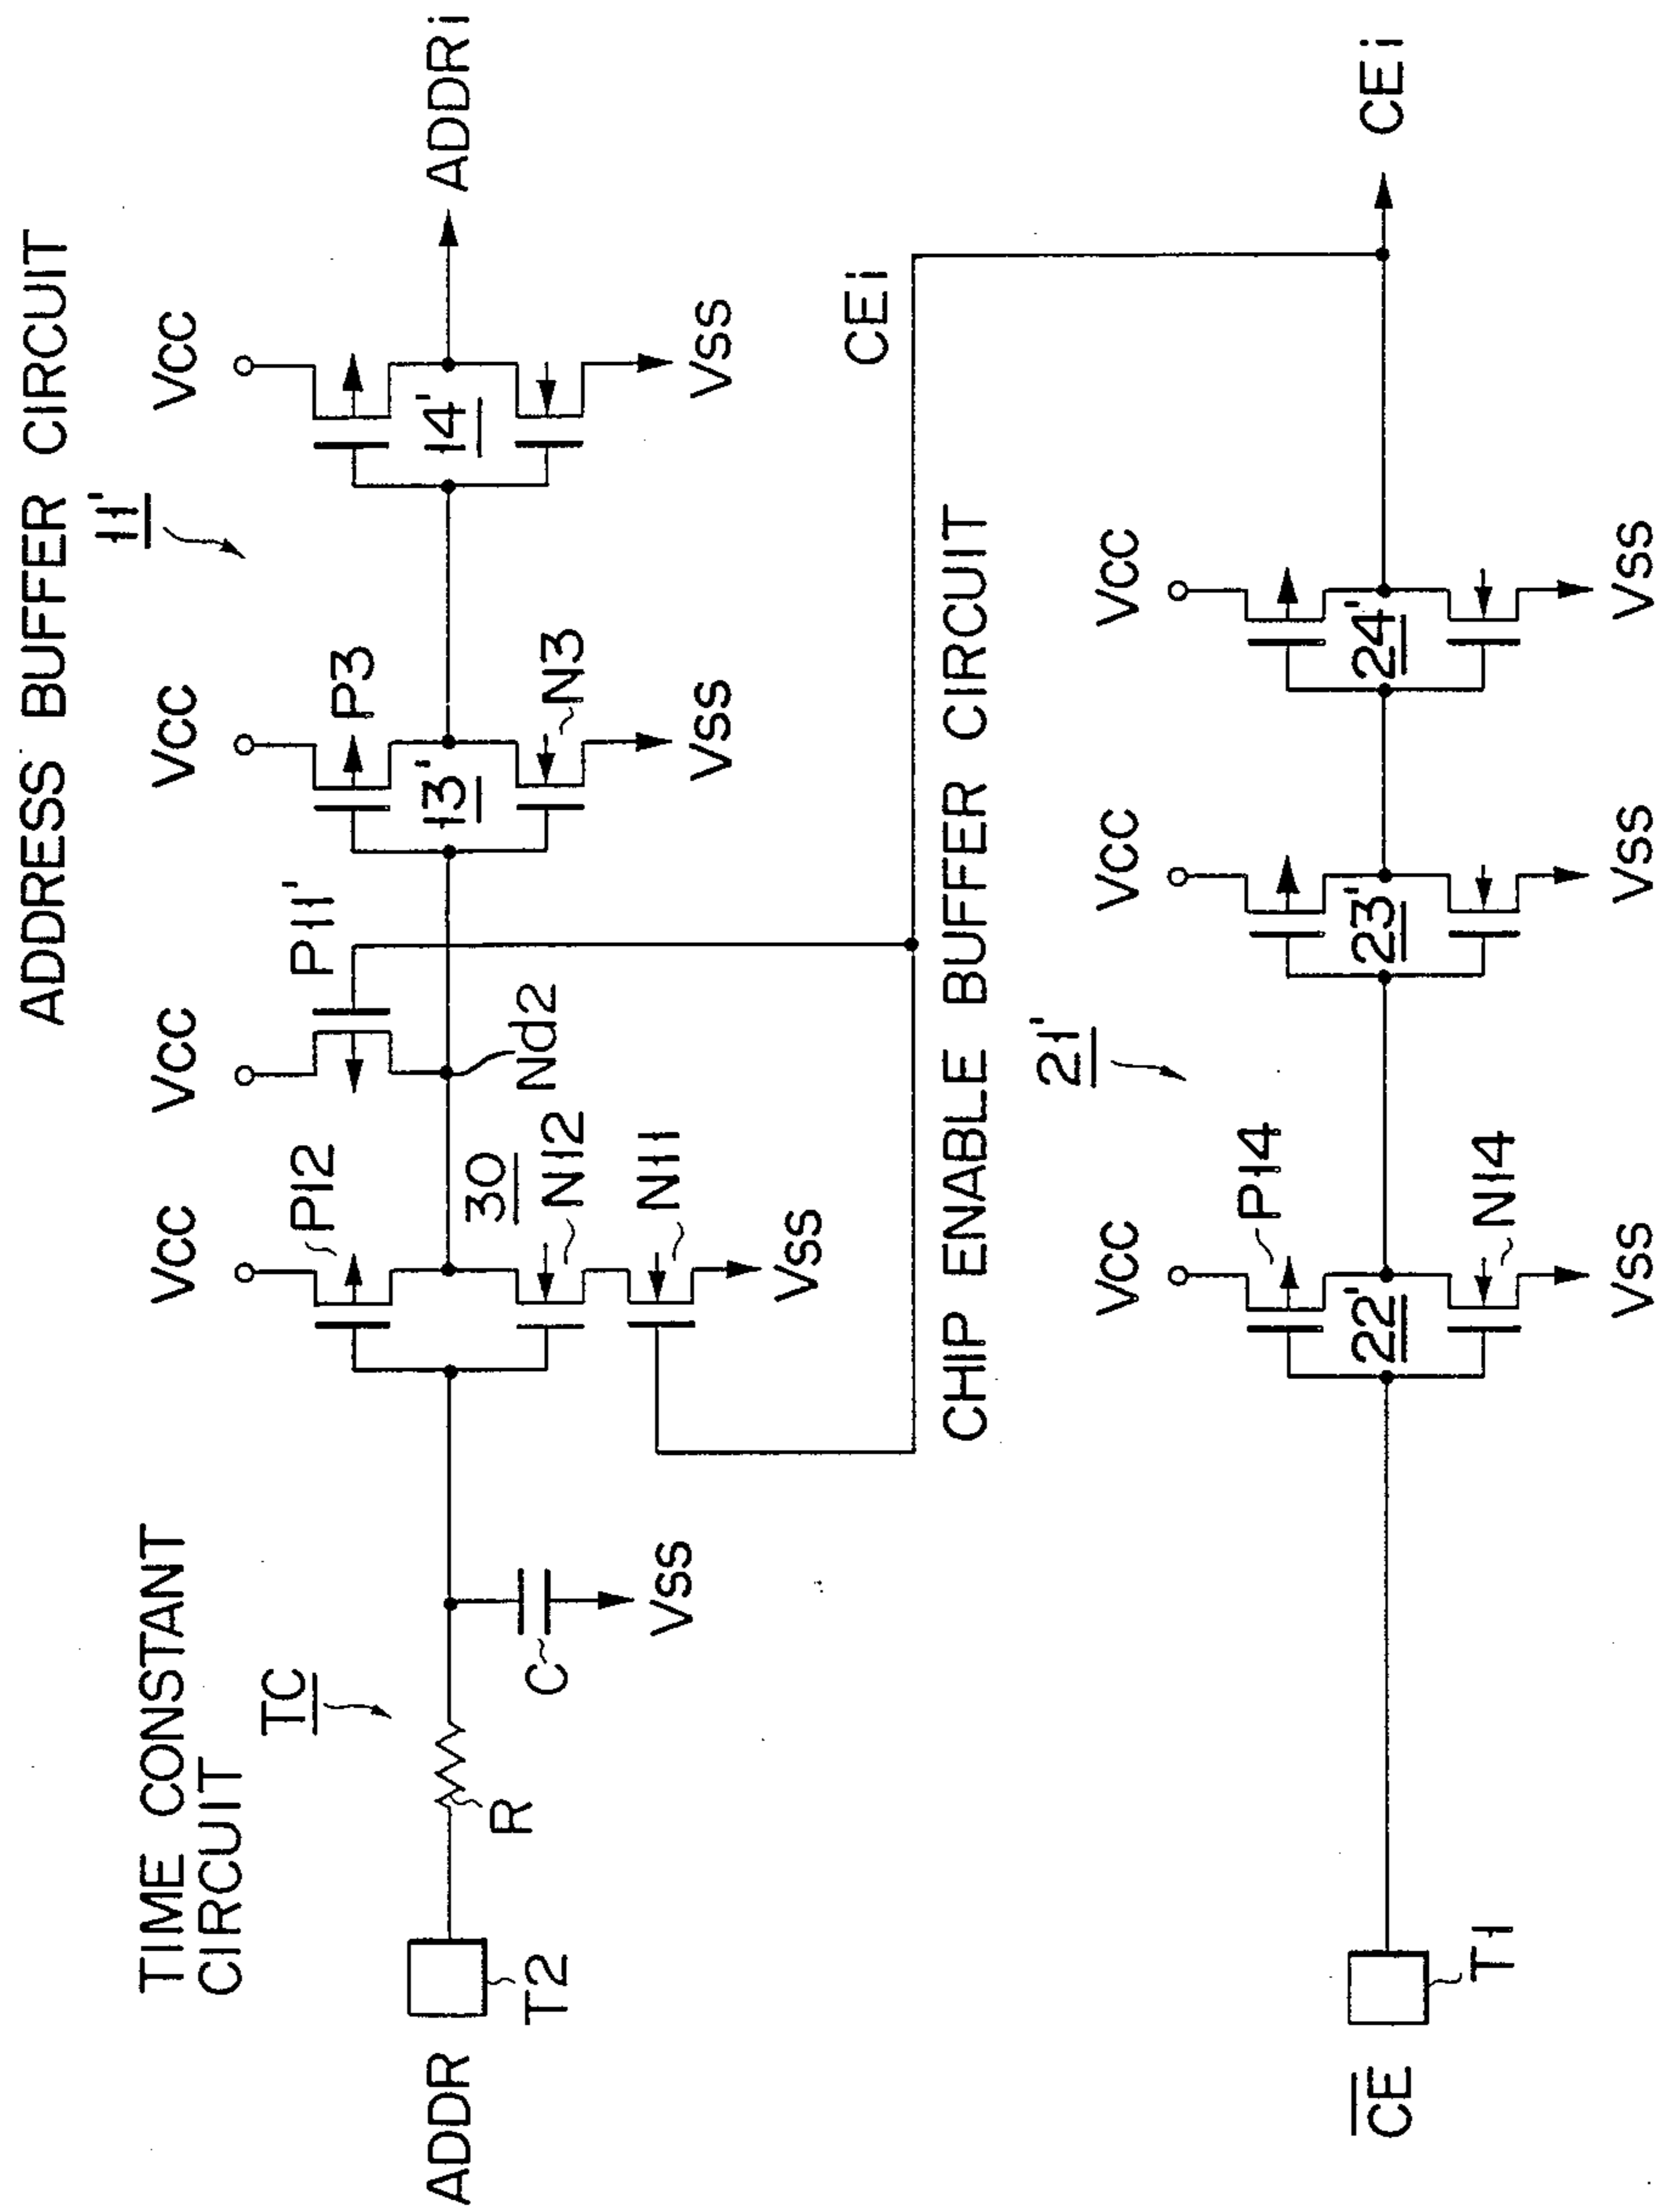 ADDRESS BUFFER CIRCUIT
11'
TIME CONSTANT
CIRCUIT
TC
VCC
VCC
VCC
VCC
P12
P11'
P3
ADDR
T2
R
C
VSS
30
N12
N11
VSS
Nd2
13'
N3
VSS
14'
VSS
ADDRi
CEi
CHIP ENABLE BUFFER CIRCUIT
21'
VCC
VCC
VCC
P14
CE
T1
22'
N14
VSS
23'
VSS
24'
VSS
CEi